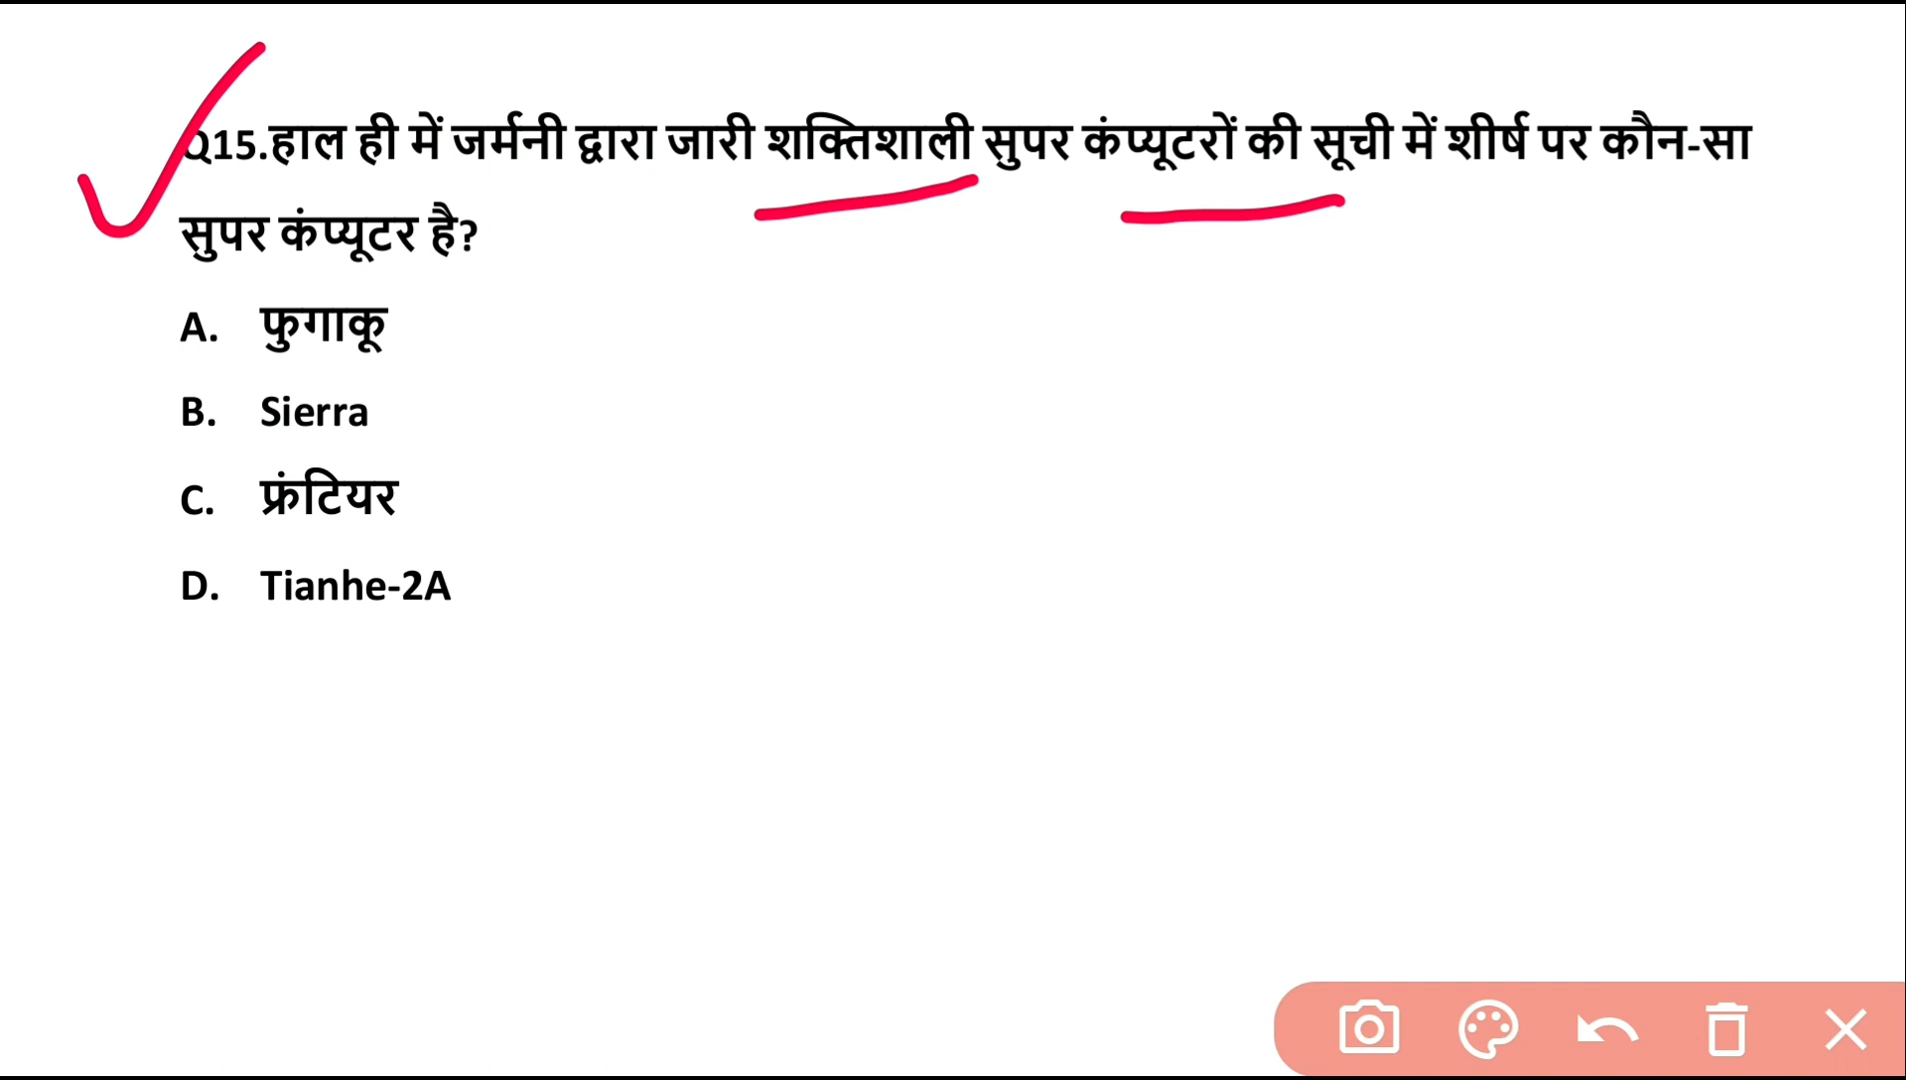 Q15.हाल ही में जर्मनी द्वारा जारी शक्तिशाली सुपर कंप्यूटरों की सूची में शीर्ष पर कौन-सा
सुपर कंप्यूटर है?
A. फुगाकू
B. Sierra
C. फ्रंटियर
D. Tianhe-2A